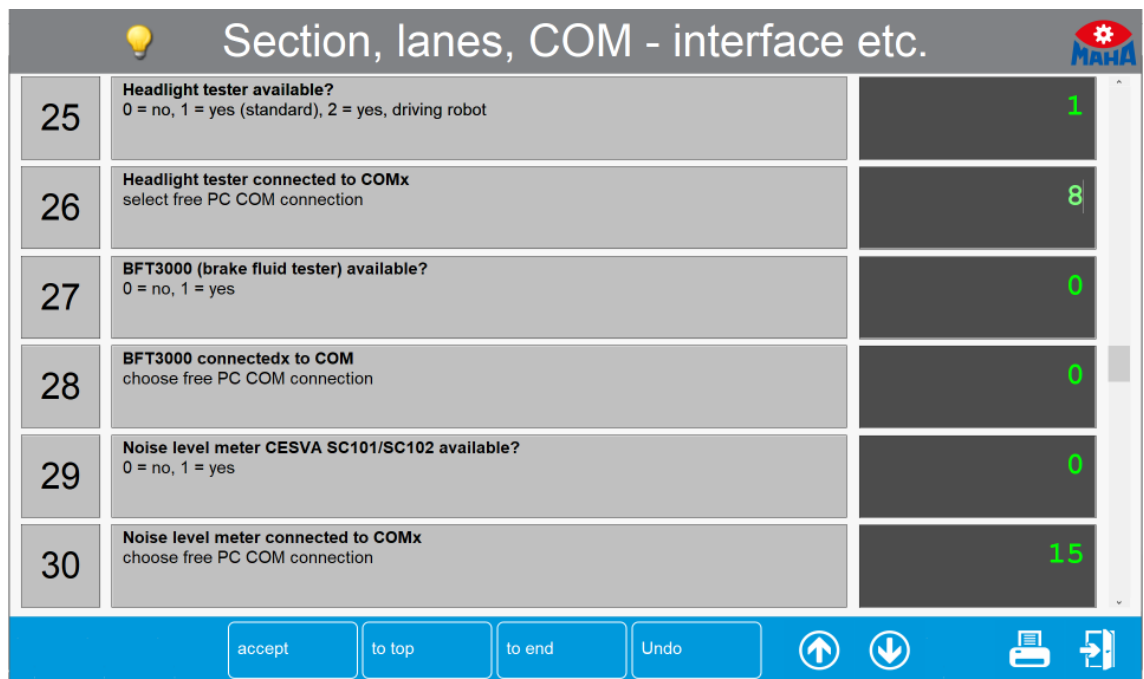 Section, lanes, COM - interface etc.
MAHA
25
Headlight tester available?
0 = no, 1 = yes (standard), 2 = yes, driving robot
1
26
Headlight tester connected to COMx
select free PC COM connection
8
27
BFT3000 (brake fluid tester) available?
0 = no, 1 = yes
0
28
BFT3000 connectedx to COM
choose free PC COM connection
0
29
Noise level meter CESVA SC101/SC102 available?
0 = no, 1 = yes
0
30
Noise level meter connected to COMx
choose free PC COM connection
15
accept
to top
to end
Undo